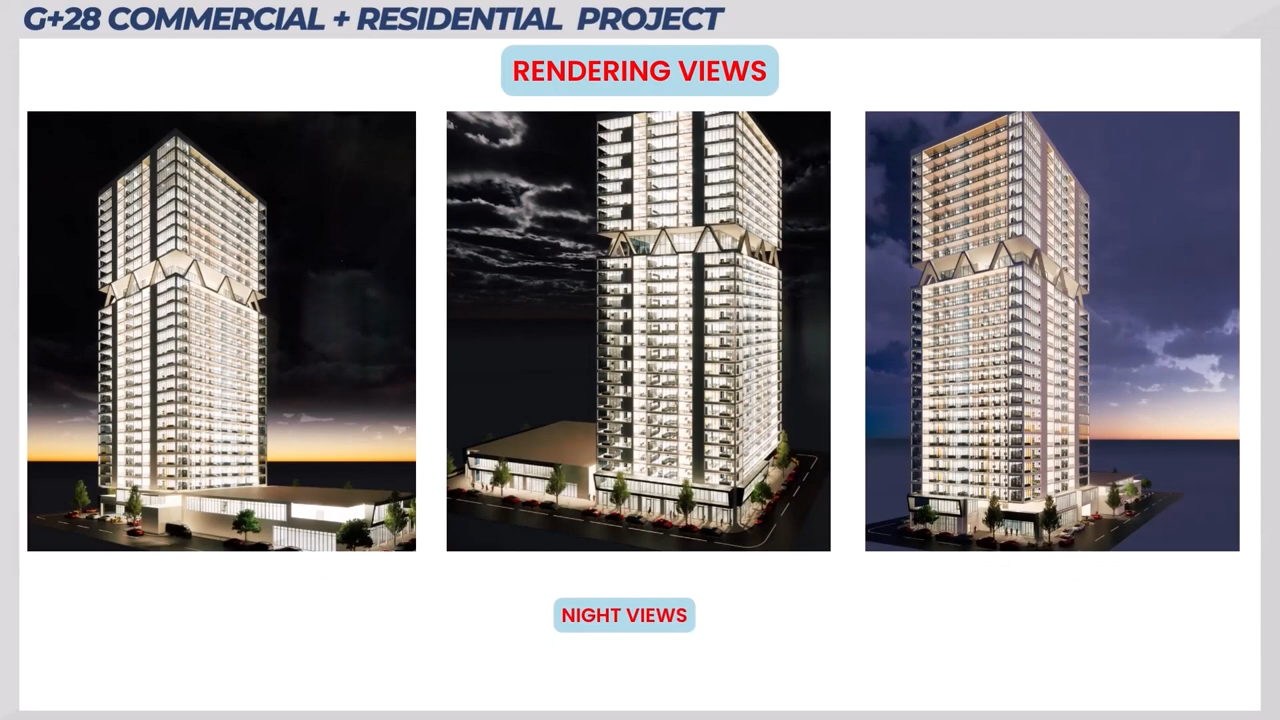 G+28 COMMERCIAL + RESIDENTIAL PROJECT
RENDERING VIEWS
NIGHT VIEWS